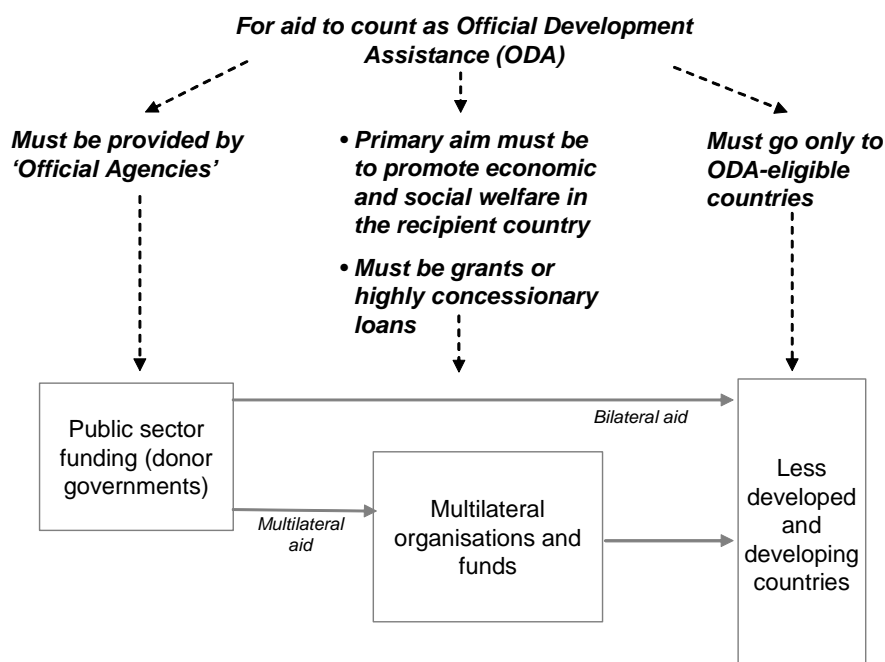 For aid to count as Official Development
Assistance (ODA)
Must be provided by
‘Official Agencies’
• Primary aim must be
to promote economic
and social welfare in
the recipient country
• Must be grants or
highly concessionary
loans
Must go only to
ODA-eligible
countries
Public sector
funding (donor
governments)
Bilateral aid
Multilateral
aid
Multilateral
organisations and
funds
Less
developed
and
developing
countries